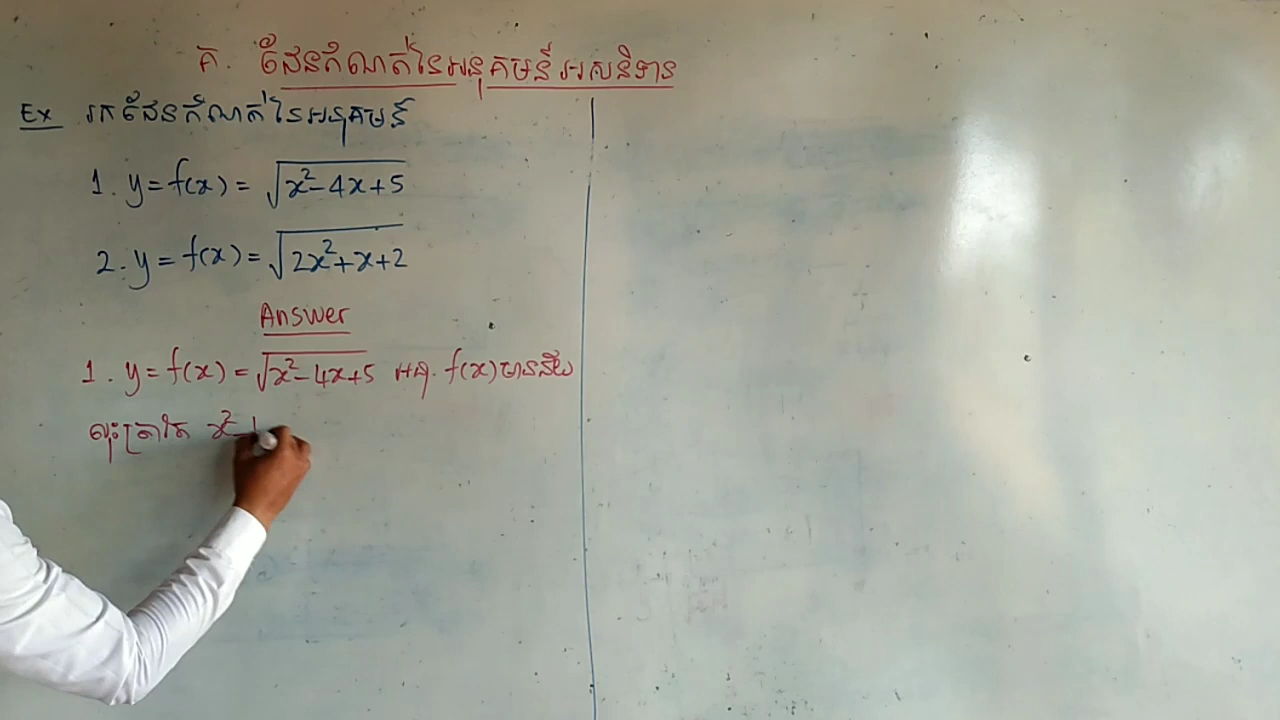 គ. ដែនកំណត់នៃអនុគមន៍អសនិទាន
Ex រកដែនកំណត់នៃអនុគមន៍
1. y = f(x) = √(x²-4x+5)
2. y = f(x) = √(2x²+x+2)
Answer
1. y = f(x) = √(x²-4x+5) អនុ. f(x) មានន័យ
លុះត្រាតែ x²-